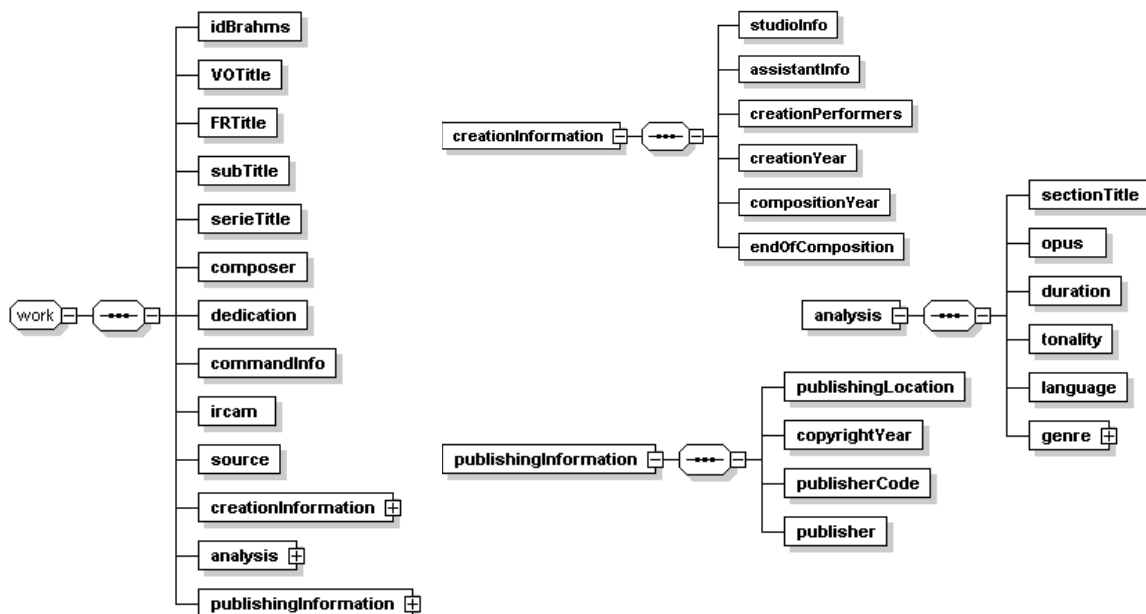 work
idBrahms
VOTitle
FRTitle
subTitle
serieTitle
composer
dedication
commandInfo
ircam
source
creationInformation
analysis
publishingInformation
creationInformation
studioInfo
assistantInfo
creationPerformers
creationYear
compositionYear
endOfComposition
publishingInformation
publishingLocation
copyrightYear
publisherCode
publisher
analysis
sectionTitle
opus
duration
tonality
language
genre